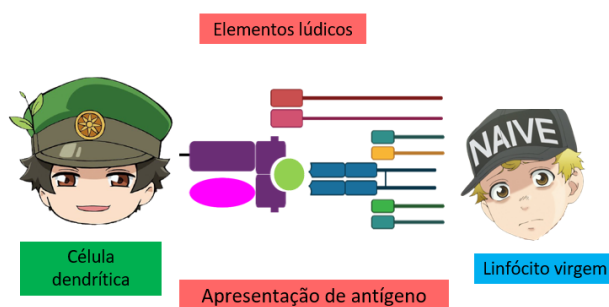 Elementos lúdicos
NAIVE
Célula
dendrítica
Linfócito virgem
Apresentação de antígeno